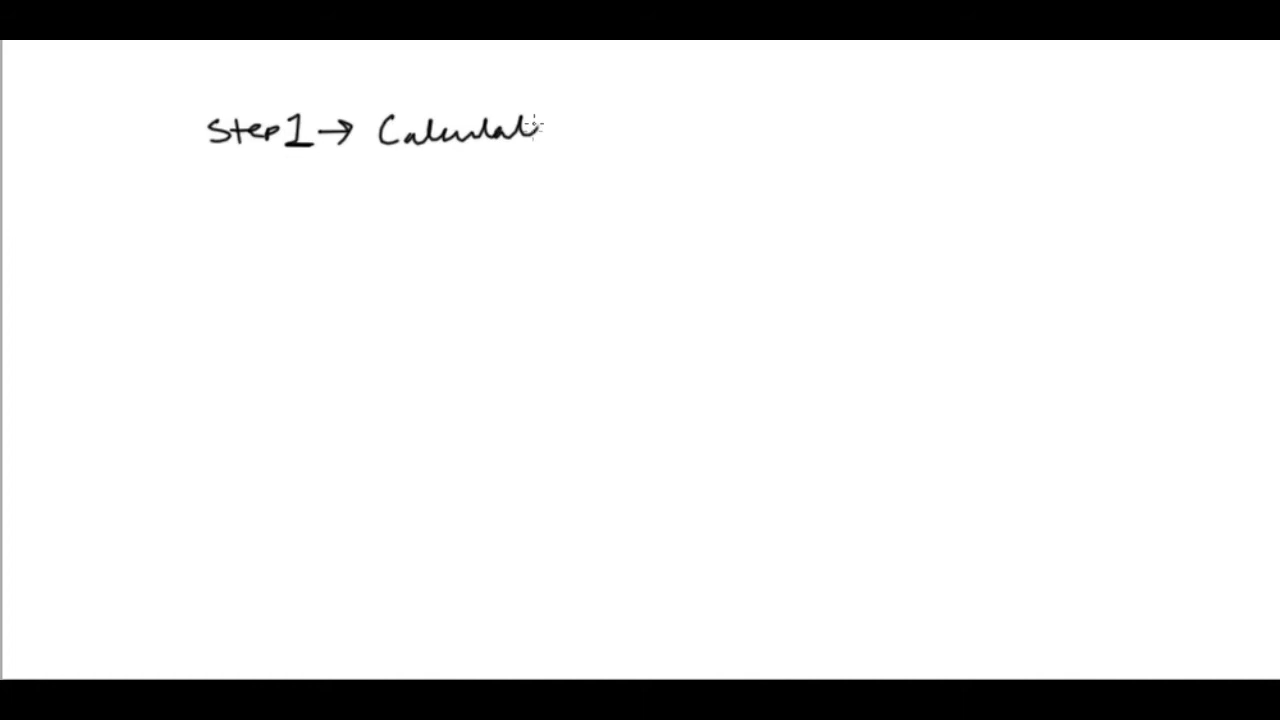 Step 1 → Calculat